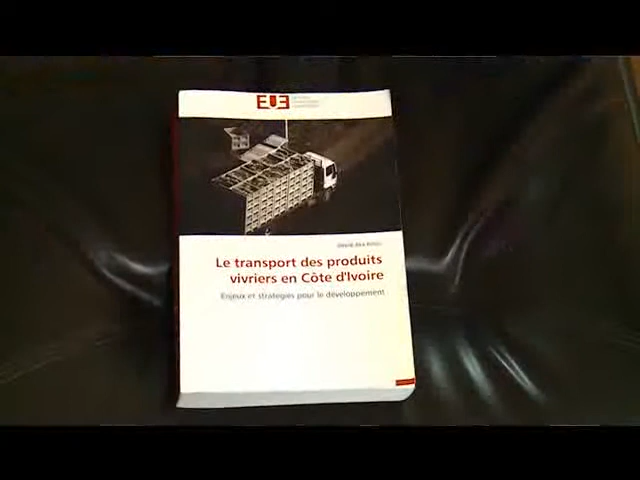 EUE
Le transport des produits
vivriers en Côte d'Ivoire
Enjeux et stratégies pour le développement